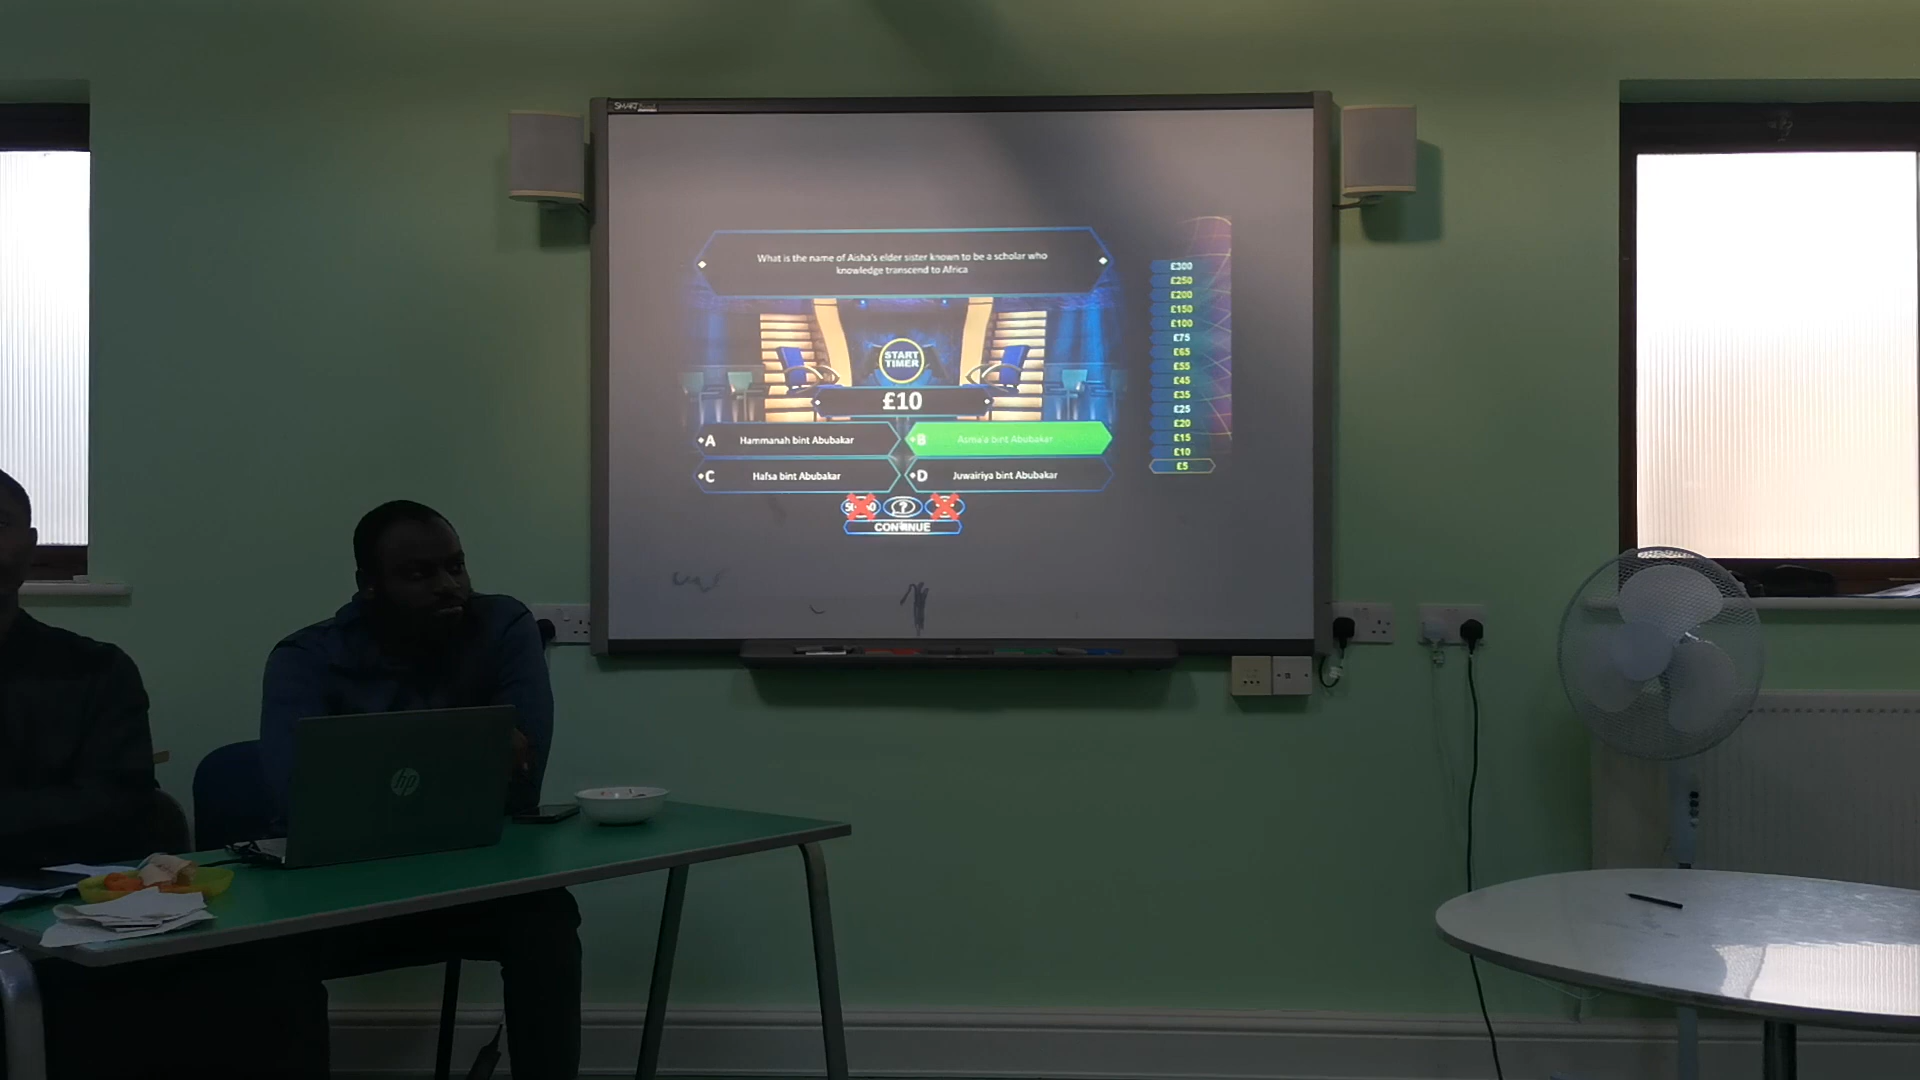 SMART
What is the name of Aisha's elder sister known to be a scholar who
knowledge transcend to Africa
START
TIMER
£10
A Hammanah bint Abubakar
B Asma'a bint Abubakar
C Hafsa bint Abubakar
D Juwairiya bint Abubakar
?
CONTINUE
£300
£250
£200
£150
£100
£75
£65
£55
£45
£35
£25
£20
£15
£10
£5
hp